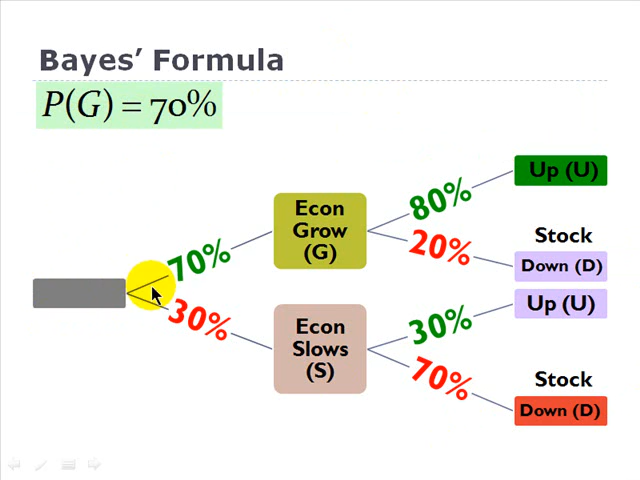 Bayes’ Formula
P(G) = 70%
Up (U)
80%
Econ
Grow
(G)
70%
20%
Stock
Down (D)
30%
Econ
Slows
(S)
30%
Up (U)
70%
Stock
Down (D)